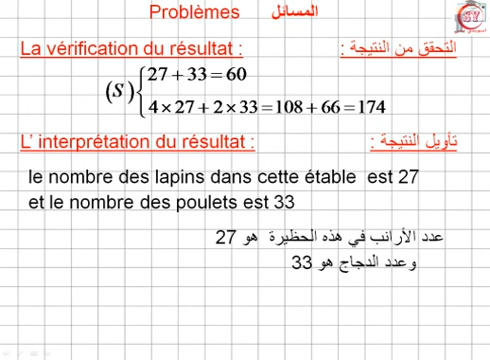 Problèmes المسائل
La vérification du résultat : التحقق من النتيجة :
(S) { 27 + 33 = 60
4 × 27 + 2 × 33 = 108 + 66 = 174
L' interprétation du résultat : تأويل النتيجة :
le nombre des lapins dans cette étable est 27
et le nombre des poulets est 33
عدد الأرانب في هذه الحظيرة هو 27
وعدد الدجاج هو 33